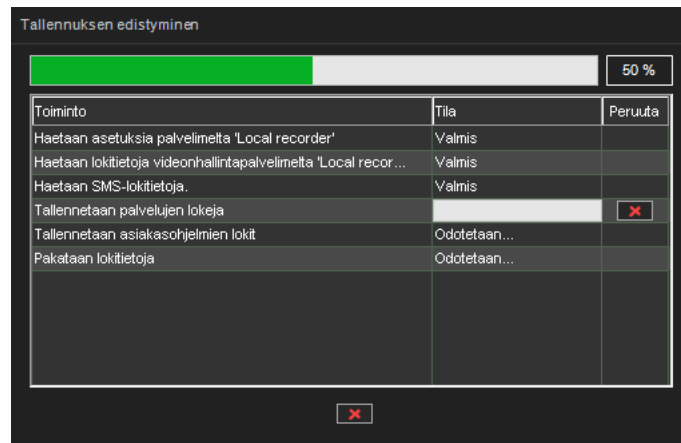 Tallennuksen edistyminen
50 %
Toiminto Tila Peruuta
Haetaan asetuksia palvelimelta 'Local recorder' Valmis
Haetaan lokitietoja videonhallintapalvelimelta 'Local recor... Valmis
Haetaan SMS-lokitietoja. Valmis
Tallennetaan palvelujen lokeja
Tallennetaan asiakasohjelmien lokit Odotetaan...
Pakataan lokitietoja Odotetaan...